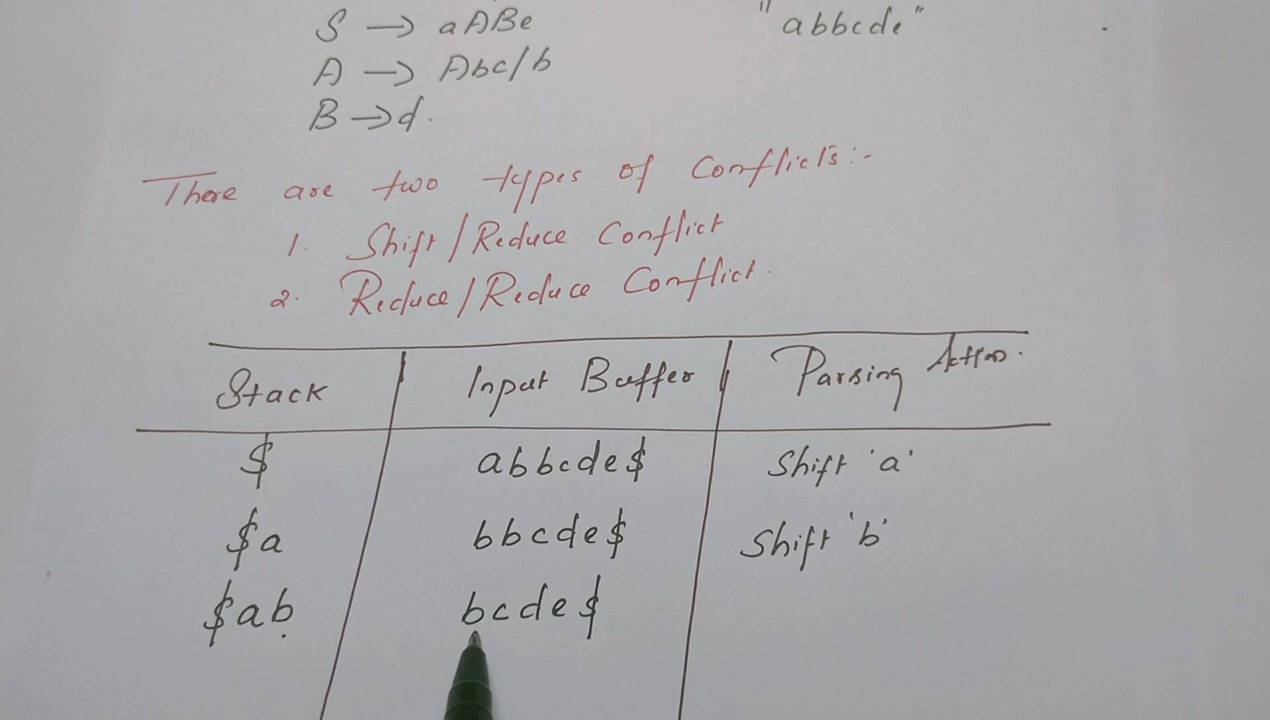 S → aABe "abbcde"
A → Abc/b
B → d.
There are two types of Conflicts:-
1. Shift/Reduce Conflict
2. Reduce/Reduce Conflict.
Stack Input Buffer Parsing Action.
$ abbcde$ Shift 'a'
$a bbcde$ Shift 'b'
$ab bcde$